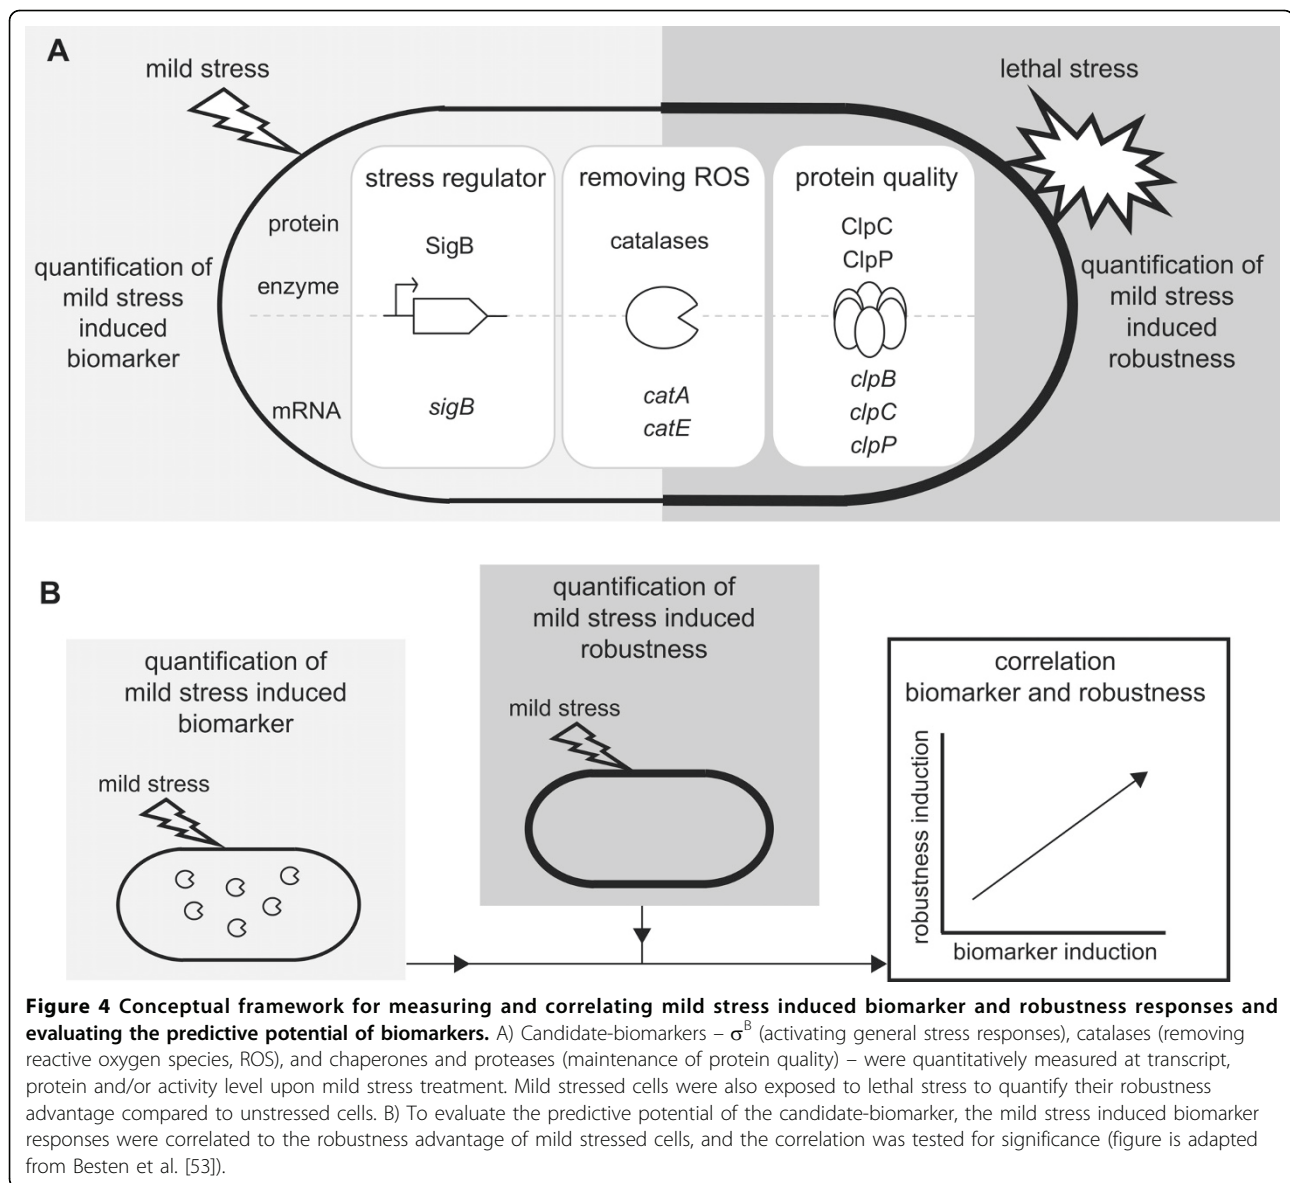 A
mild stress
lethal stress
stress regulator
removing ROS
protein quality
protein
enzyme
mRNA
SigB
catalases
ClpC
ClpP
sigB
catA
catE
clpB
clpC
clpP
quantification of
mild stress
induced
biomarker
quantification of
mild stress
induced
robustness
B
quantification of
mild stress induced
biomarker
mild stress
quantification of
mild stress induced
robustness
mild stress
correlation
biomarker and robustness
robustness induction
biomarker induction
Figure 4 Conceptual framework for measuring and correlating mild stress induced biomarker and robustness responses and
evaluating the predictive potential of biomarkers. A) Candidate-biomarkers – σᴮ (activating general stress responses), catalases (removing
reactive oxygen species, ROS), and chaperones and proteases (maintenance of protein quality) – were quantitatively measured at transcript,
protein and/or activity level upon mild stress treatment. Mild stressed cells were also exposed to lethal stress to quantify their robustness
advantage compared to unstressed cells. B) To evaluate the predictive potential of the candidate-biomarker, the mild stress induced biomarker
responses were correlated to the robustness advantage of mild stressed cells, and the correlation was tested for significance (figure is adapted
from Besten et al. [53]).